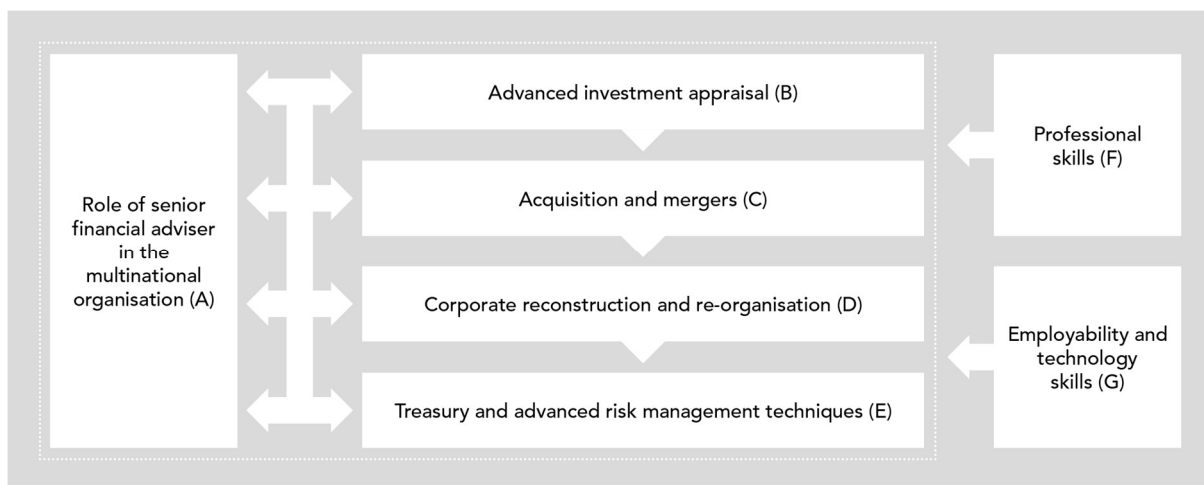 Role of senior
financial adviser
in the
multinational
organisation (A)
Advanced investment appraisal (B)
Acquisition and mergers (C)
Corporate reconstruction and re-organisation (D)
Treasury and advanced risk management techniques (E)
Professional
skills (F)
Employability and
technology
skills (G)